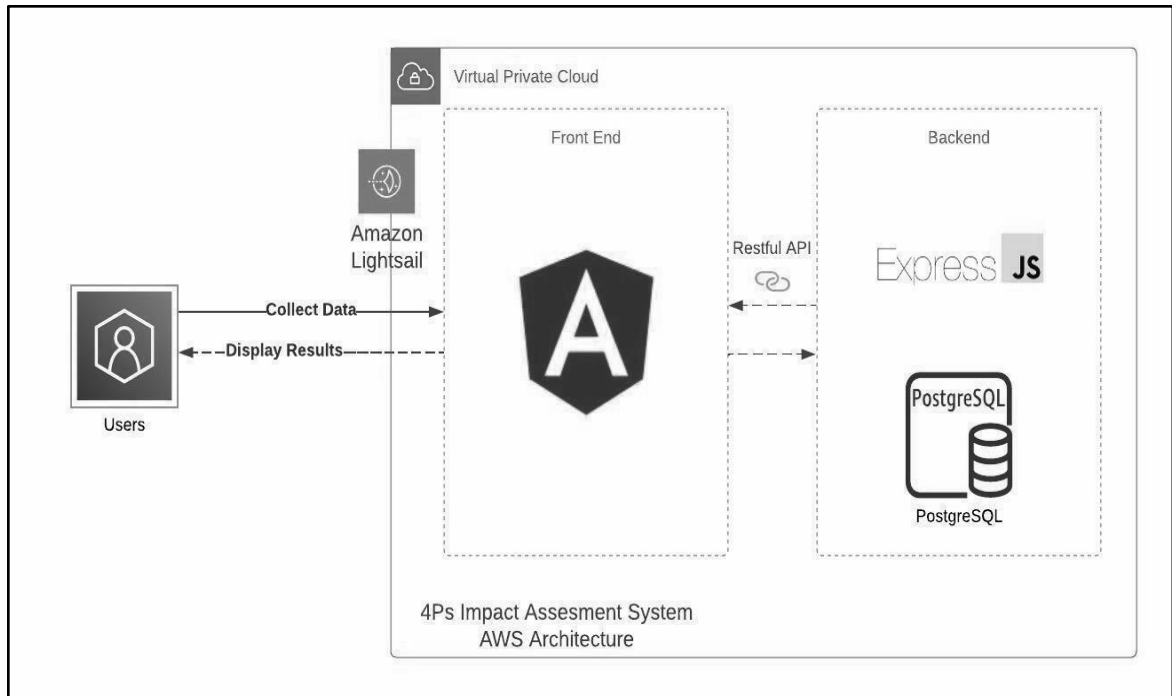 Virtual Private Cloud
Front End
Backend
Amazon
Lightsail
Restful API
Express JS
Collect Data
Display Results
A
Users
PostgreSQL
PostgreSQL
4Ps Impact Assesment System
AWS Architecture